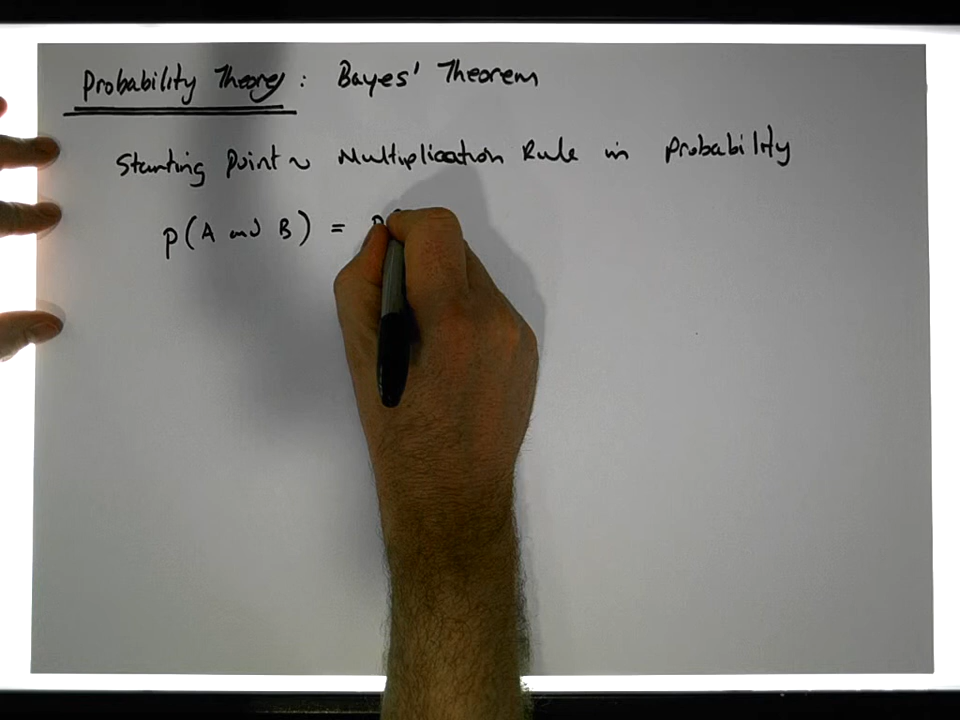 Probability Theory : Bayes' Theorem
Starting Point ~ Multiplication Rule in Probability
P(A and B) = P(